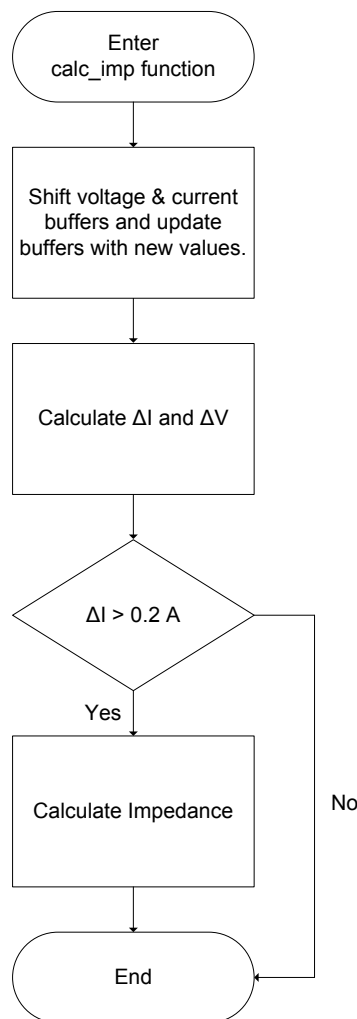 Enter
calc_imp function
Shift voltage & current
buffers and update
buffers with new values.
Calculate ΔI and ΔV
ΔI > 0.2 A
Yes
Calculate Impedance
No
End